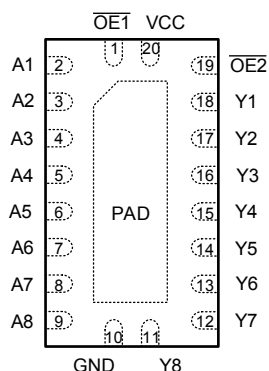 OE1 VCC
1 20
A1 2 19 OE2
A2 3 18 Y1
A3 4 17 Y2
A4 5 16 Y3
A5 6 PAD 15 Y4
A6 7 14 Y5
A7 8 13 Y6
A8 9 12 Y7
10 11
GND Y8